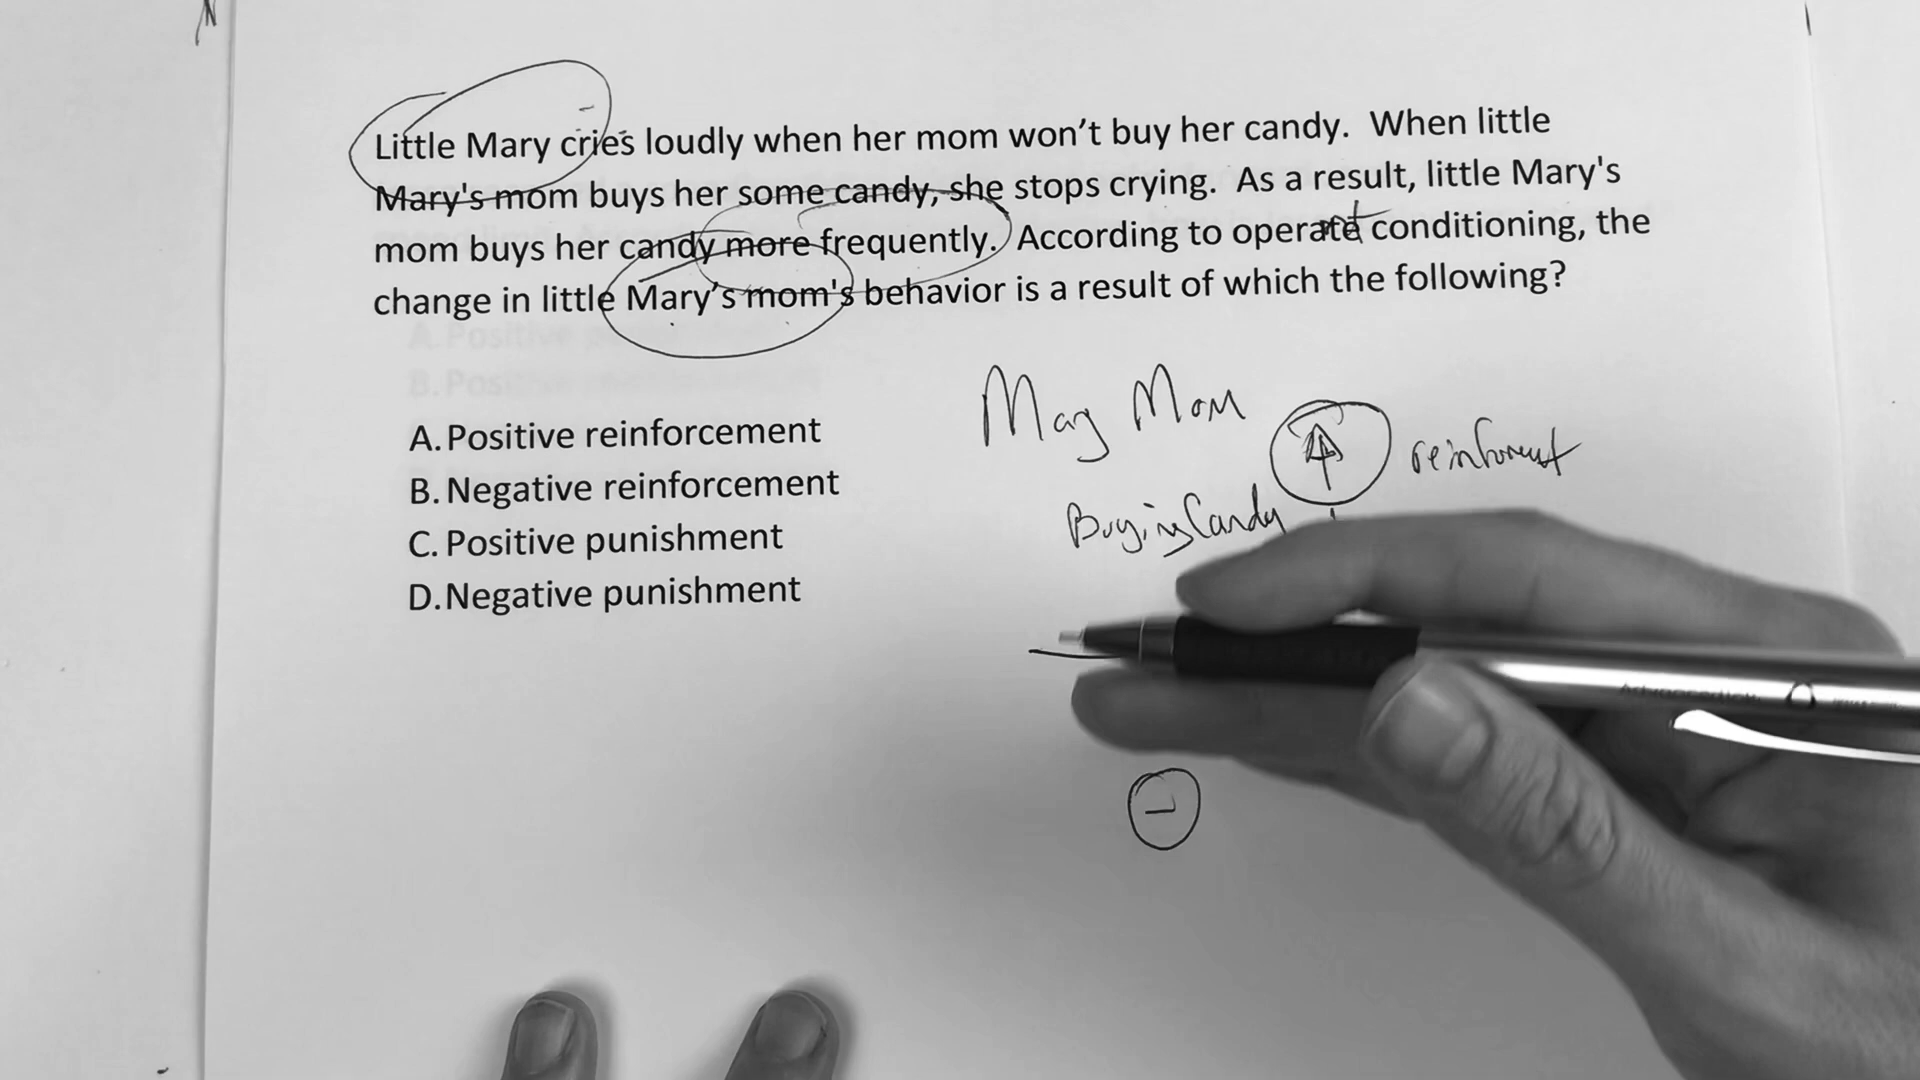 Little Mary cries loudly when her mom won't buy her candy. When little
Mary's mom buys her some candy, she stops crying. As a result, little Mary's
mom buys her candy more frequently. According to operant conditioning, the
change in little Mary's mom's behavior is a result of which the following?
A. Positive reinforcement
B. Negative reinforcement
C. Positive punishment
D. Negative punishment
Mary Mom
reinforcement
Buying Candy